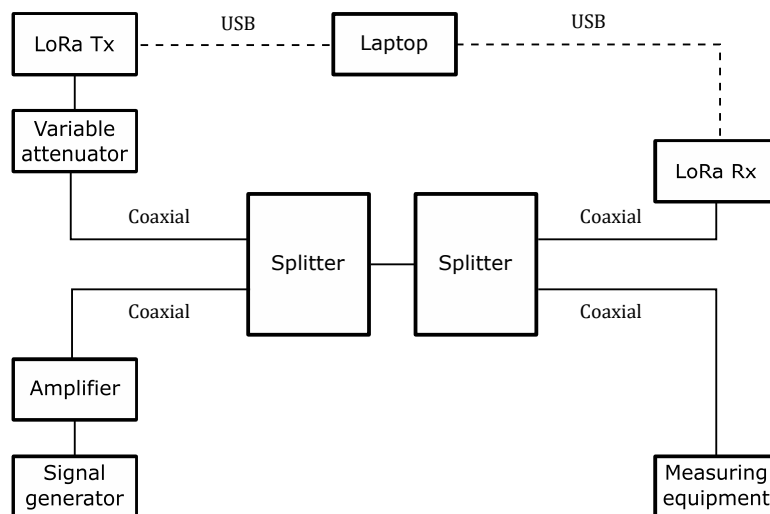 USB
USB
LoRa Tx
Laptop
Variable
attenuator
LoRa Rx
Coaxial
Coaxial
Splitter
Splitter
Coaxial
Coaxial
Amplifier
Signal
generator
Measuring
equipment